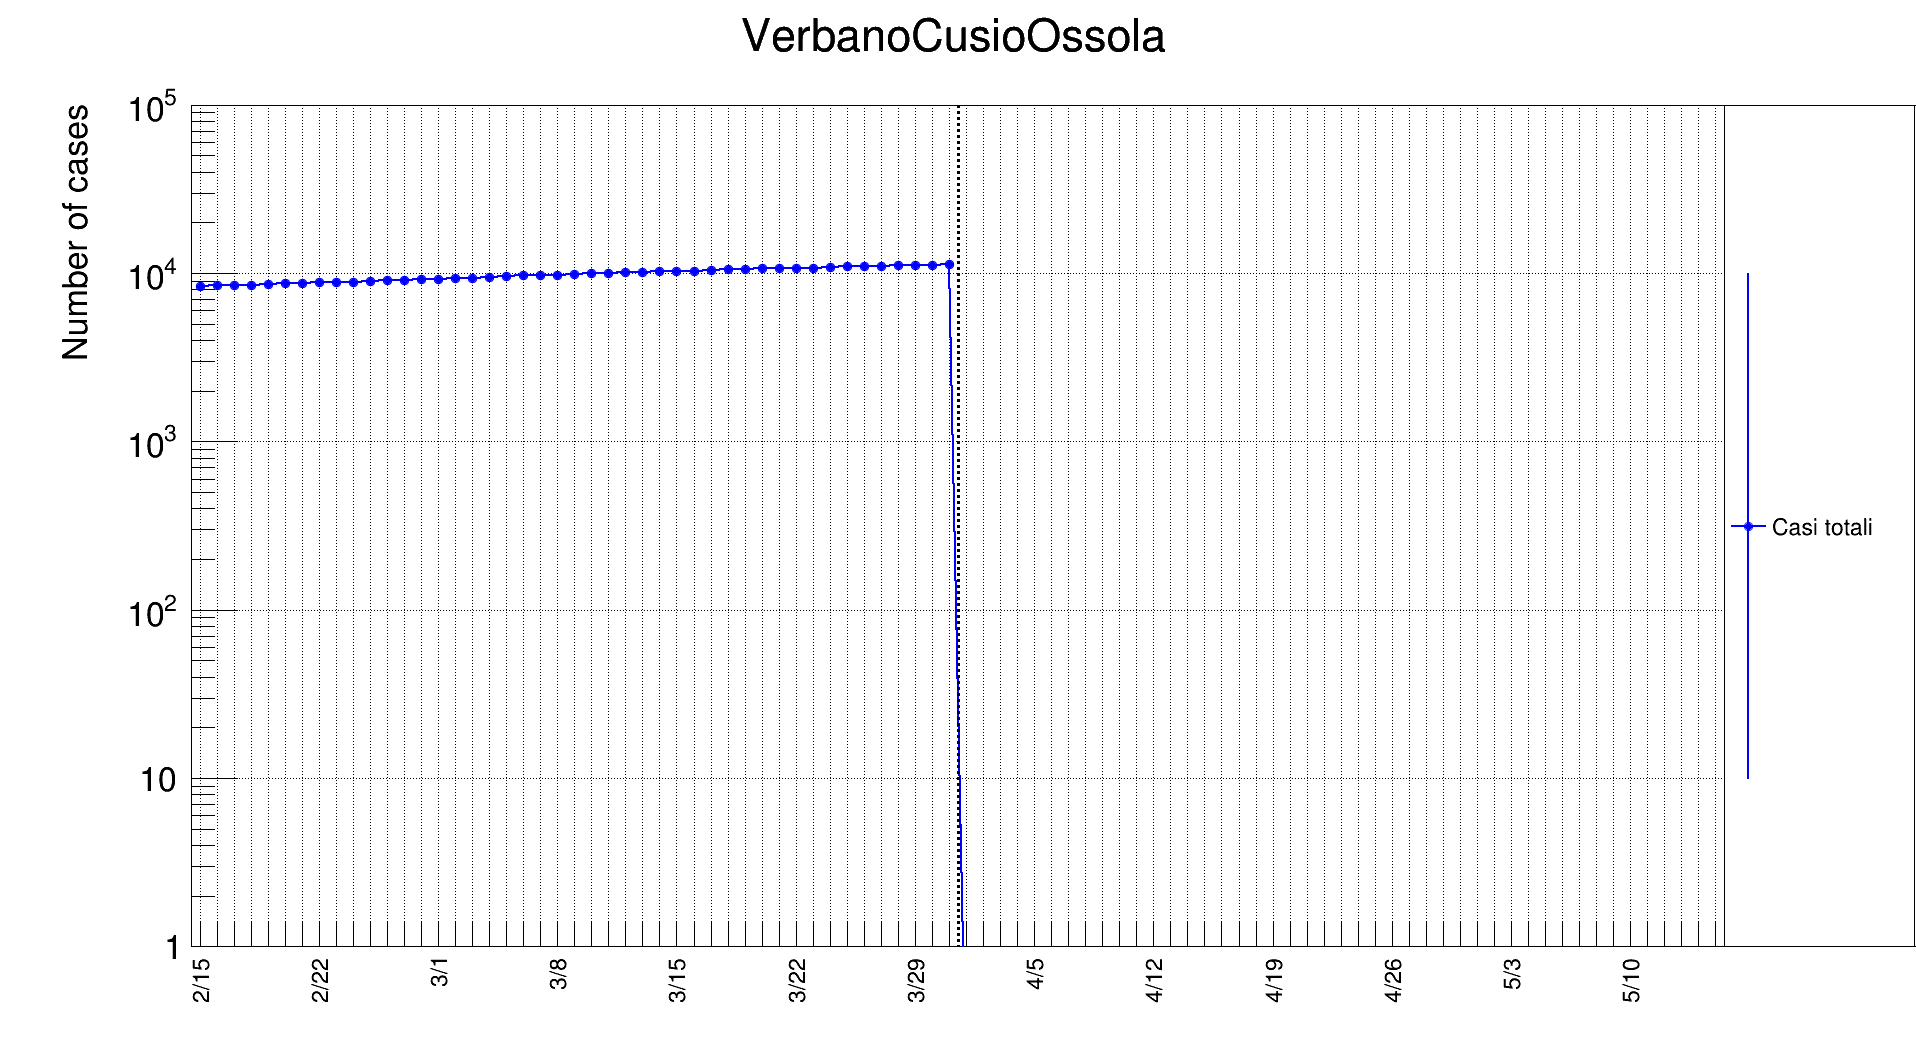 VerbanoCusioOssola
Number of cases
10^5
10^4
10^3
10^2
10
1
2/15 2/22 3/1 3/8 3/15 3/22 3/29 4/5 4/12 4/19 4/26 5/3 5/10
Casi totali